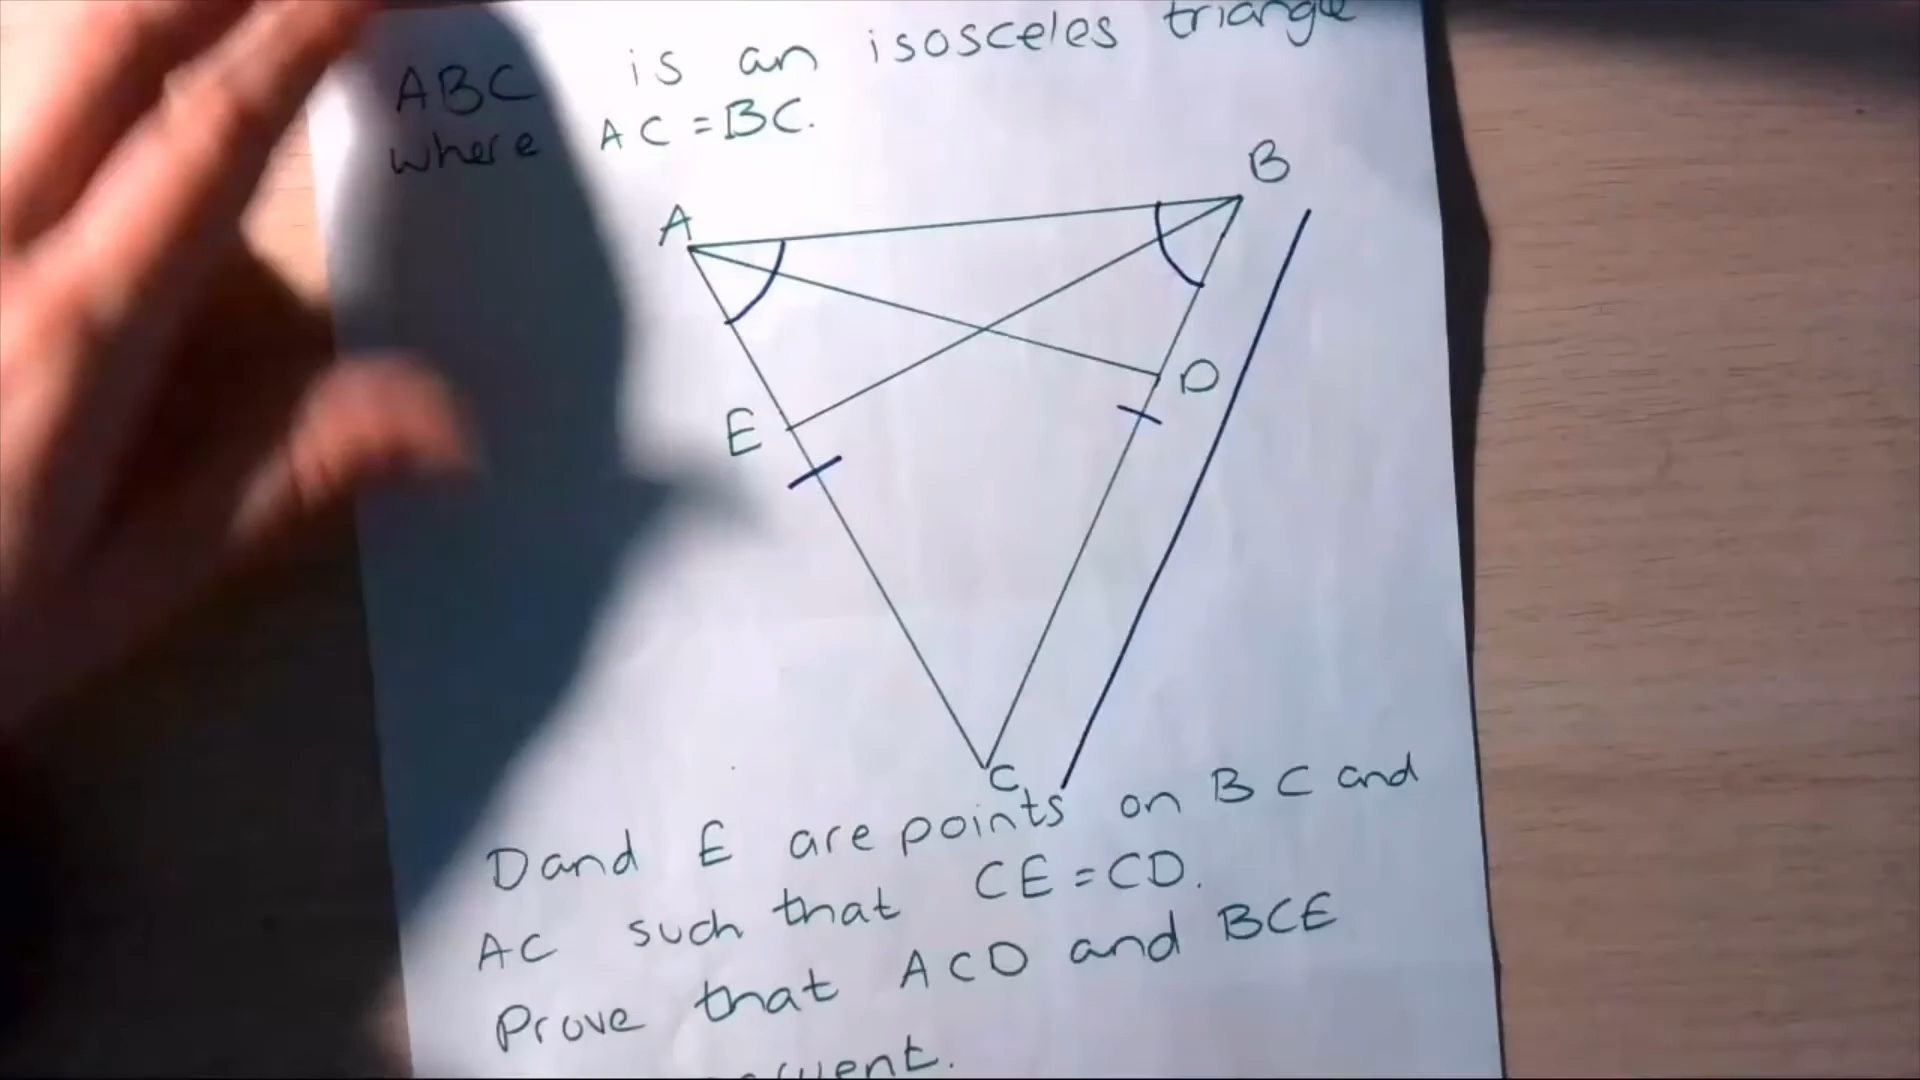 ABC is an isosceles triangle
where AC = BC.
B
A
D
E
C
D and E are points on BC and
AC such that CE = CD.
Prove that ACD and BCE